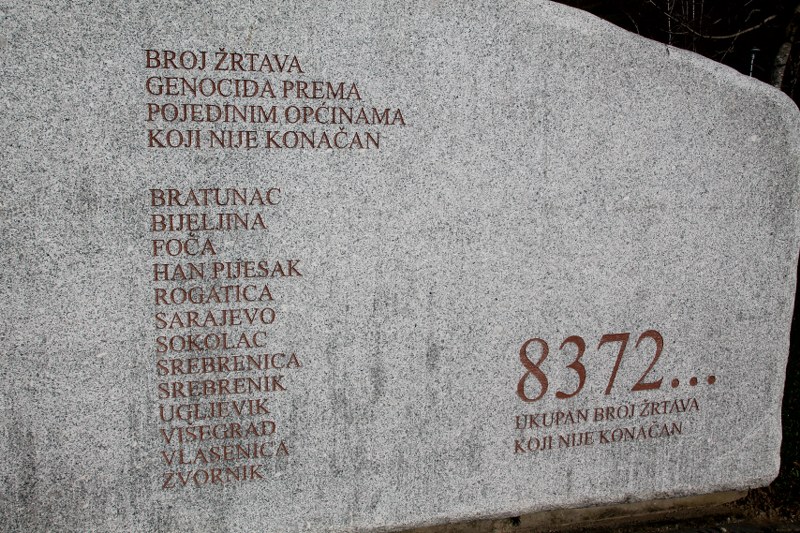 BROJ ŽRTAVA
GENOCIDA PREMA
POJEDINIM OPĆINAMA
KOJI NIJE KONAČAN
BRATUNAC
BIJELJINA
FOČA
HAN PIJESAK
ROGATICA
SARAJEVO
SOKOLAC
SREBRENICA
SREBRENIK
UGLJEVIK
VISEGRAD
VLASENICA
ZVORNIK
8372...
UKUPAN BROJ ŽRTAVA
KOJI NIJE KONAČAN